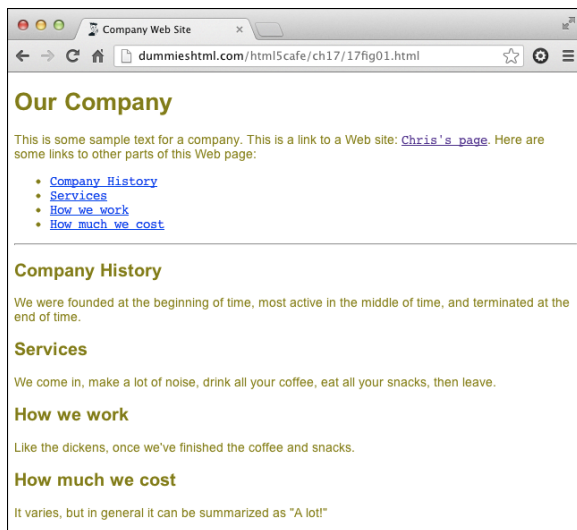 Company Web Site
dummieshtml.com/html5cafe/ch17/17fig01.html
Our Company
This is some sample text for a company. This is a link to a Web site: Chris's page. Here are
some links to other parts of this Web page:
Company History
Services
How we work
How much we cost
Company History
We were founded at the beginning of time, most active in the middle of time, and terminated at the
end of time.
Services
We come in, make a lot of noise, drink all your coffee, eat all your snacks, then leave.
How we work
Like the dickens, once we've finished the coffee and snacks.
How much we cost
It varies, but in general it can be summarized as "A lot!"